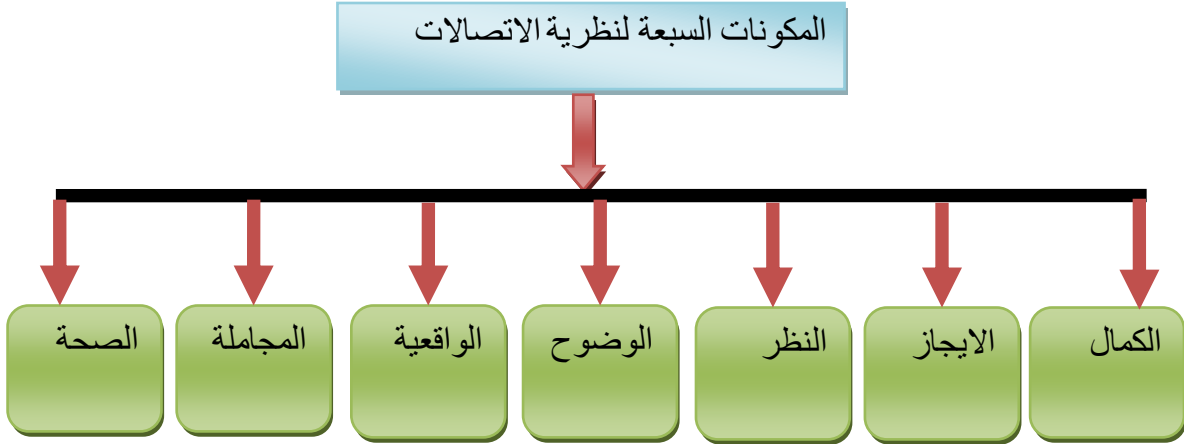 المكونات السبعة لنظرية الاتصالات
الكمال
الايجاز
النظر
الوضوح
الواقعية
المجاملة
الصحة